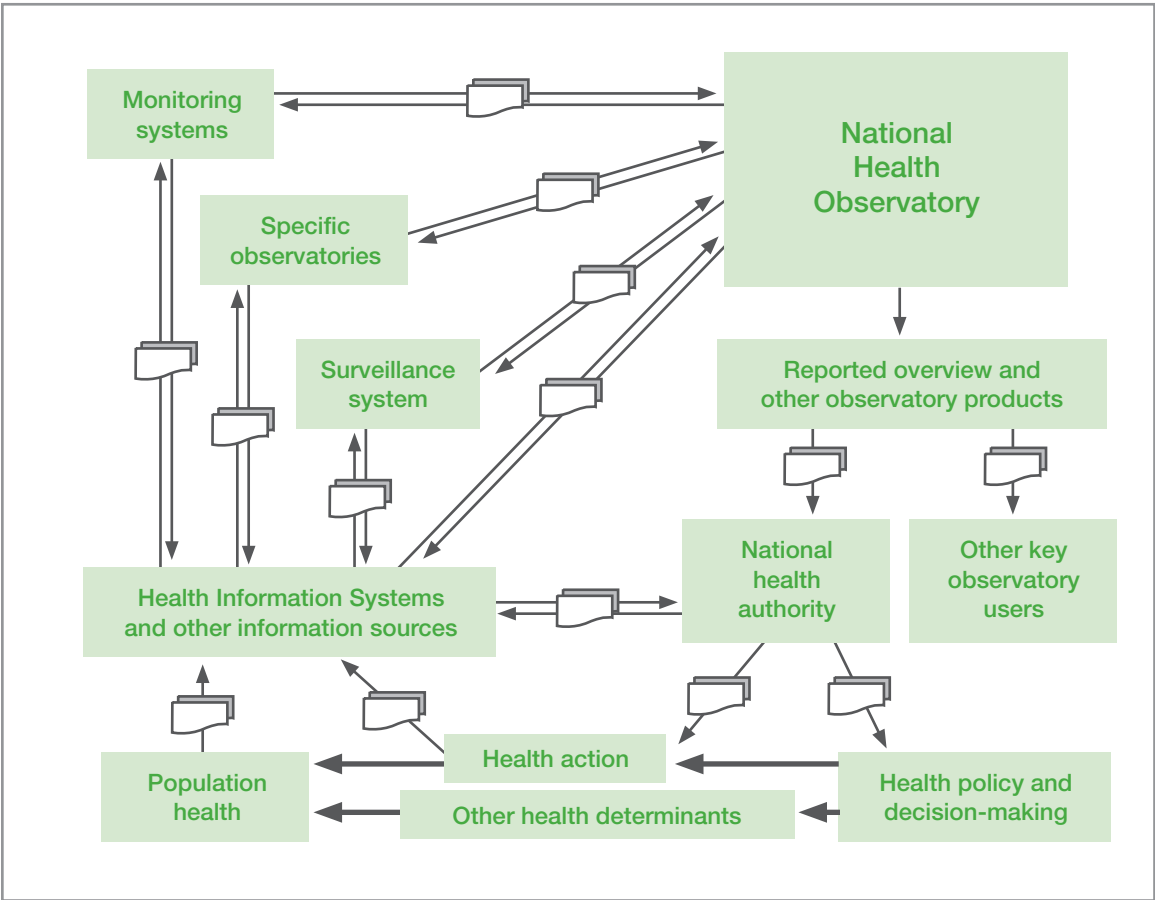 Monitoring
systems
National
Health
Observatory
Specific
observatories
Surveillance
system
Reported overview and
other observatory products
National
health
authority
Other key
observatory
users
Health Information Systems
and other information sources
Health action
Population
health
Health policy and
decision-making
Other health determinants